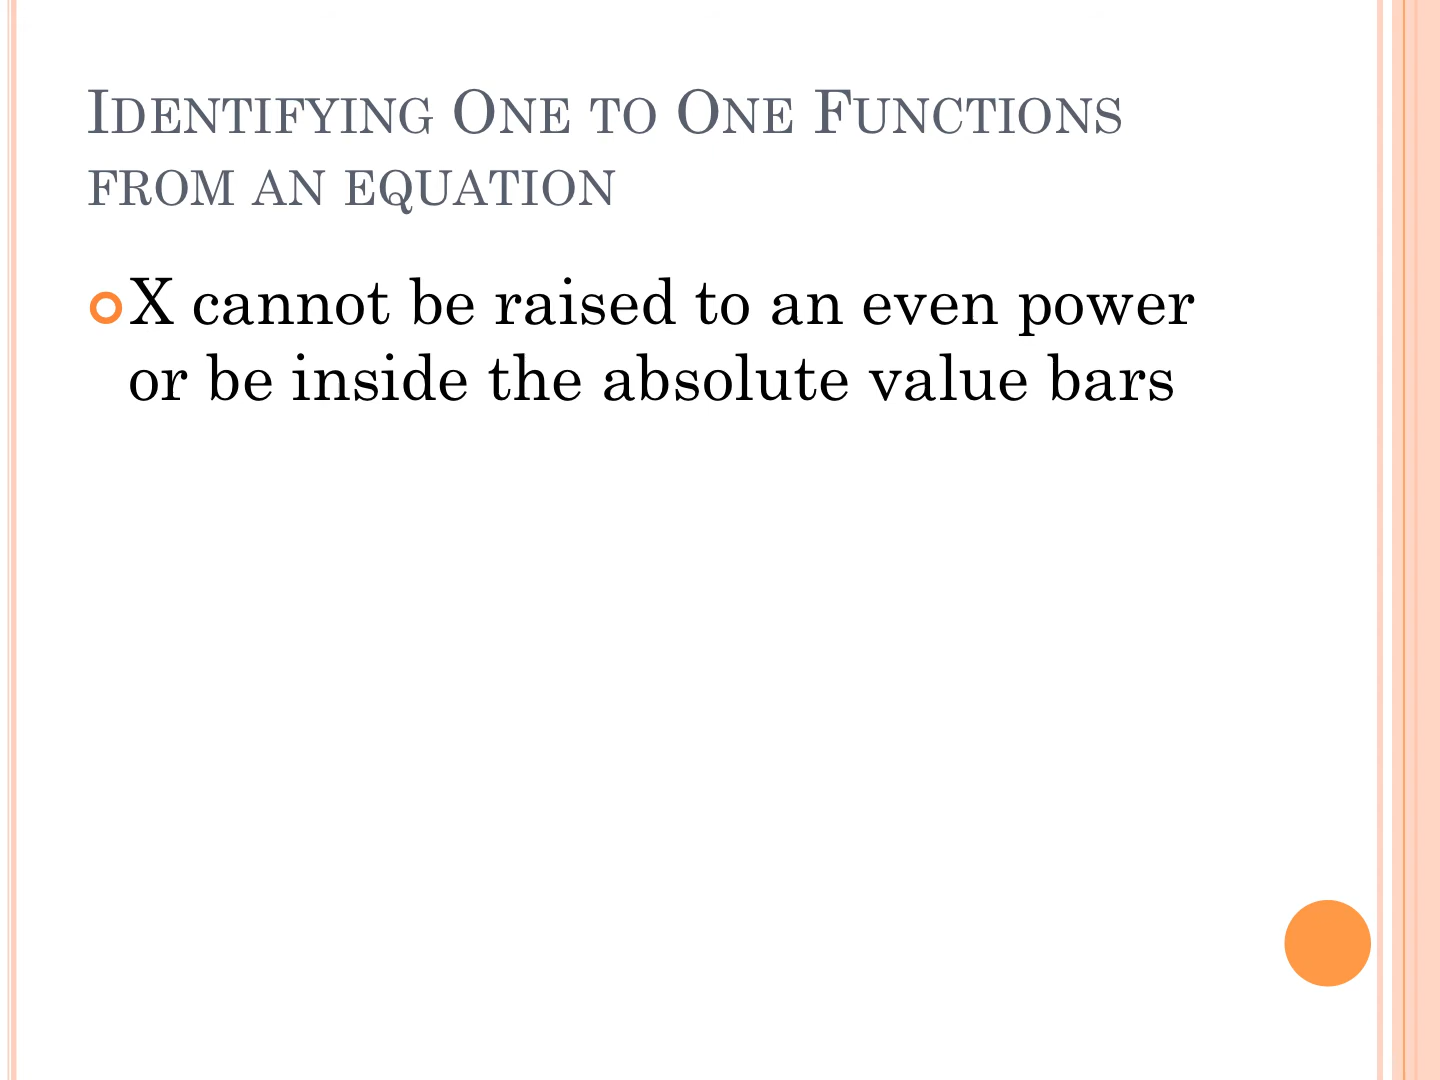 Identifying One to One Functions
from an equation
X cannot be raised to an even power
or be inside the absolute value bars